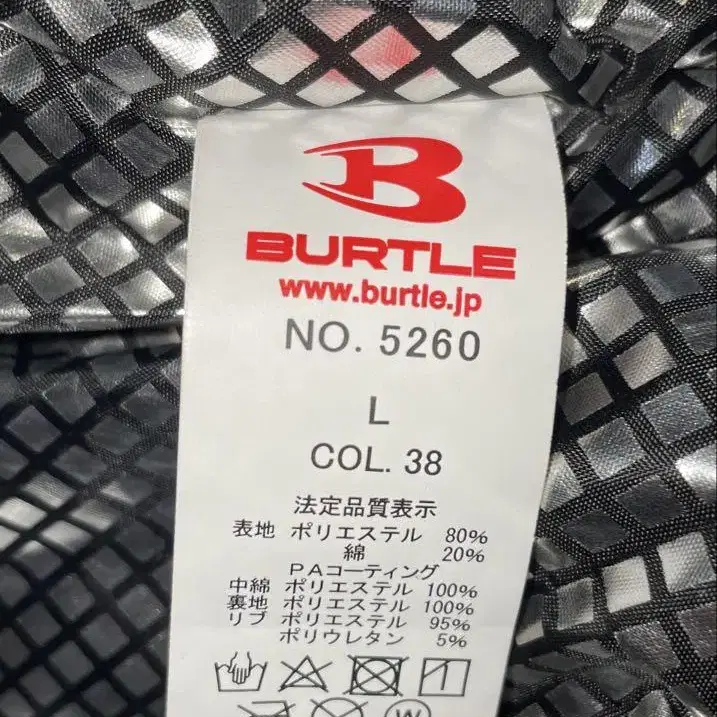 B
BURTLE
www.burtle.jp
NO. 5260
L
COL. 38
法定品質表示
表地 ポリエステル 80%
綿 20%
PAコーティング
中綿 ポリエステル 100%
裏地 ポリエステル 100%
リブ ポリエステル 95%
ポリウレタン 5%
W